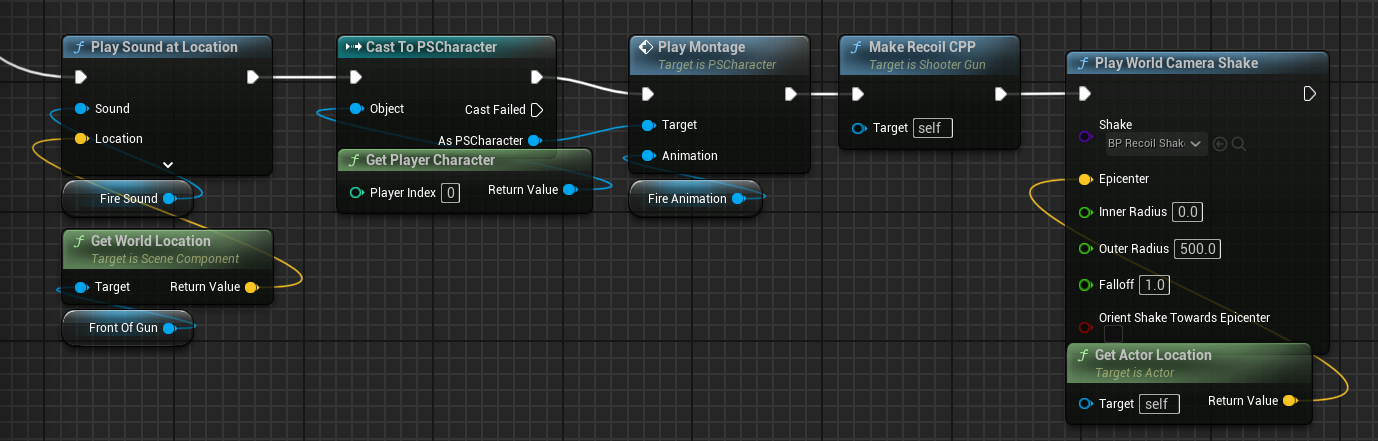 Play Sound at Location
Sound
Location
Fire Sound
Get World Location
Target is Scene Component
Target
Return Value
Front Of Gun
Cast To PSCharacter
Object
Cast Failed
As PSCharacter
Get Player Character
Player Index 0
Return Value
Play Montage
Target is PSCharacter
Target
Animation
Fire Animation
Make Recoil CPP
Target is Shooter Gun
Target self
Play World Camera Shake
Shake
BP Recoil Shak
Epicenter
Inner Radius 0.0
Outer Radius 500.0
Falloff 1.0
Orient Shake Towards Epicenter
Get Actor Location
Target is Actor
Target self
Return Value